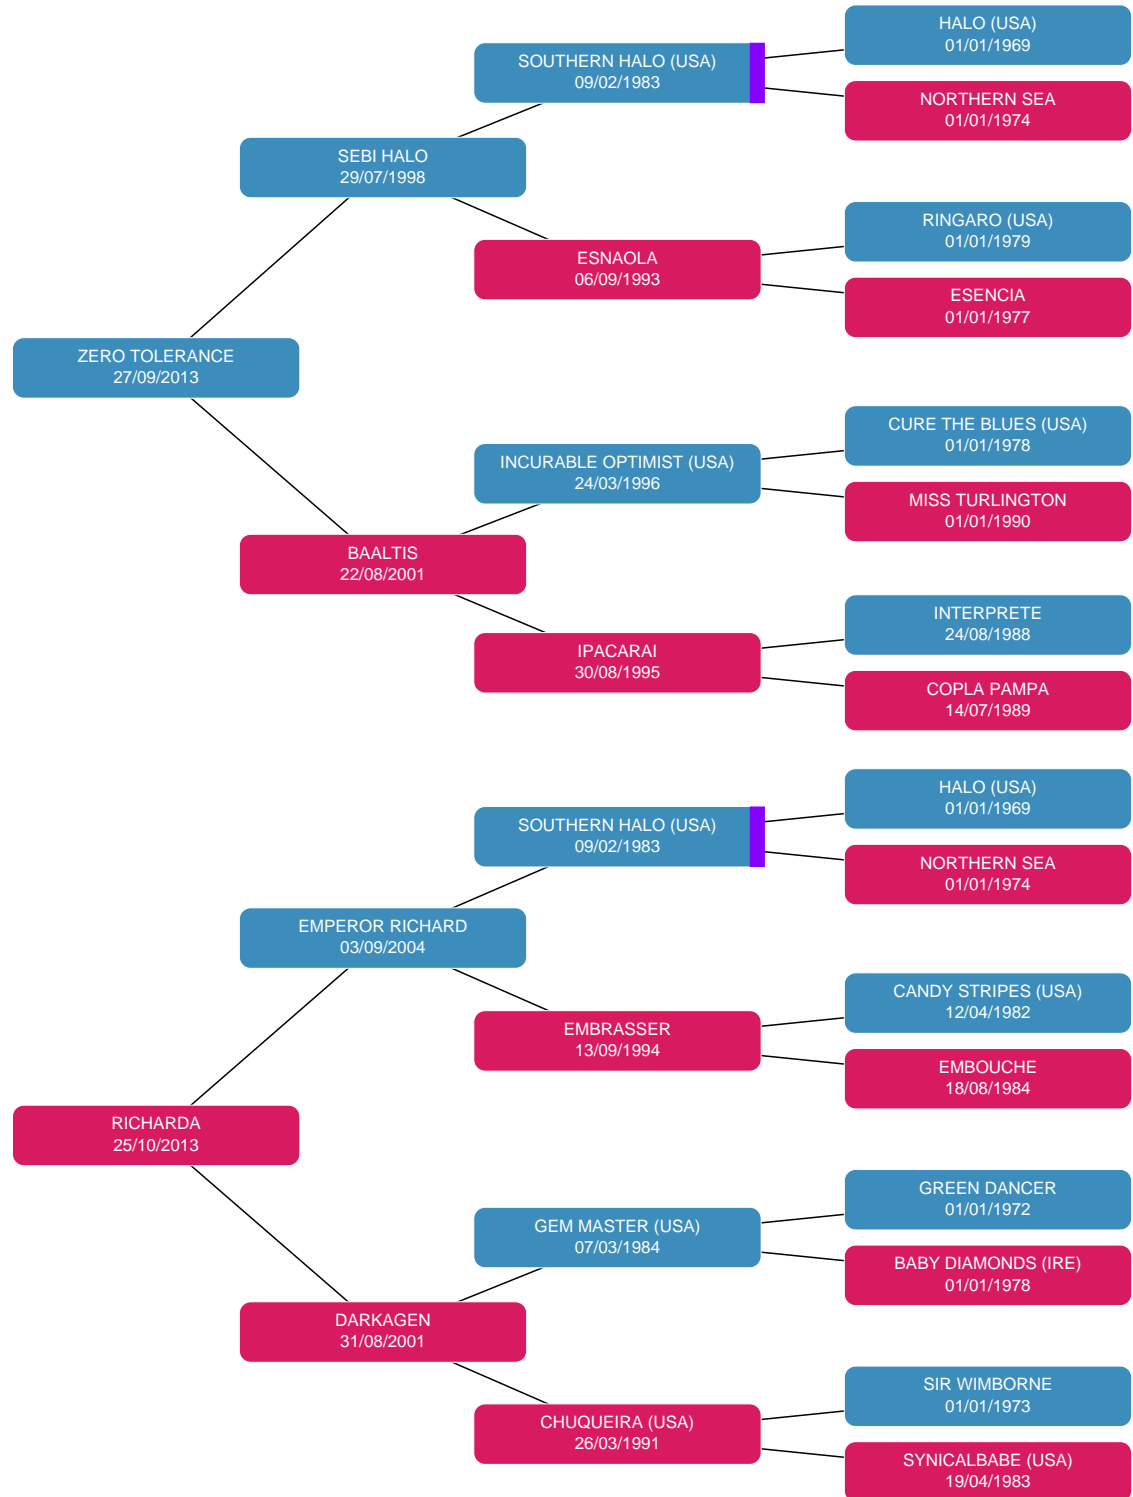 HALO (USA)
01/01/1969
SOUTHERN HALO (USA)
09/02/1983
NORTHERN SEA
01/01/1974
SEBI HALO
29/07/1998
RINGARO (USA)
01/01/1979
ESNAOLA
06/09/1993
ESENCIA
01/01/1977
ZERO TOLERANCE
27/09/2013
CURE THE BLUES (USA)
01/01/1978
INCURABLE OPTIMIST (USA)
24/03/1996
MISS TURLINGTON
01/01/1990
BAALTIS
22/08/2001
INTERPRETE
24/08/1988
IPACARAI
30/08/1995
COPLA PAMPA
14/07/1989
HALO (USA)
01/01/1969
SOUTHERN HALO (USA)
09/02/1983
NORTHERN SEA
01/01/1974
EMPEROR RICHARD
03/09/2004
CANDY STRIPES (USA)
12/04/1982
EMBRASSER
13/09/1994
EMBOUCHE
18/08/1984
RICHARDA
25/10/2013
GREEN DANCER
01/01/1972
GEM MASTER (USA)
07/03/1984
BABY DIAMONDS (IRE)
01/01/1978
DARKAGEN
31/08/2001
SIR WIMBORNE
01/01/1973
CHUQUEIRA (USA)
26/03/1991
SYNICALBABE (USA)
19/04/1983